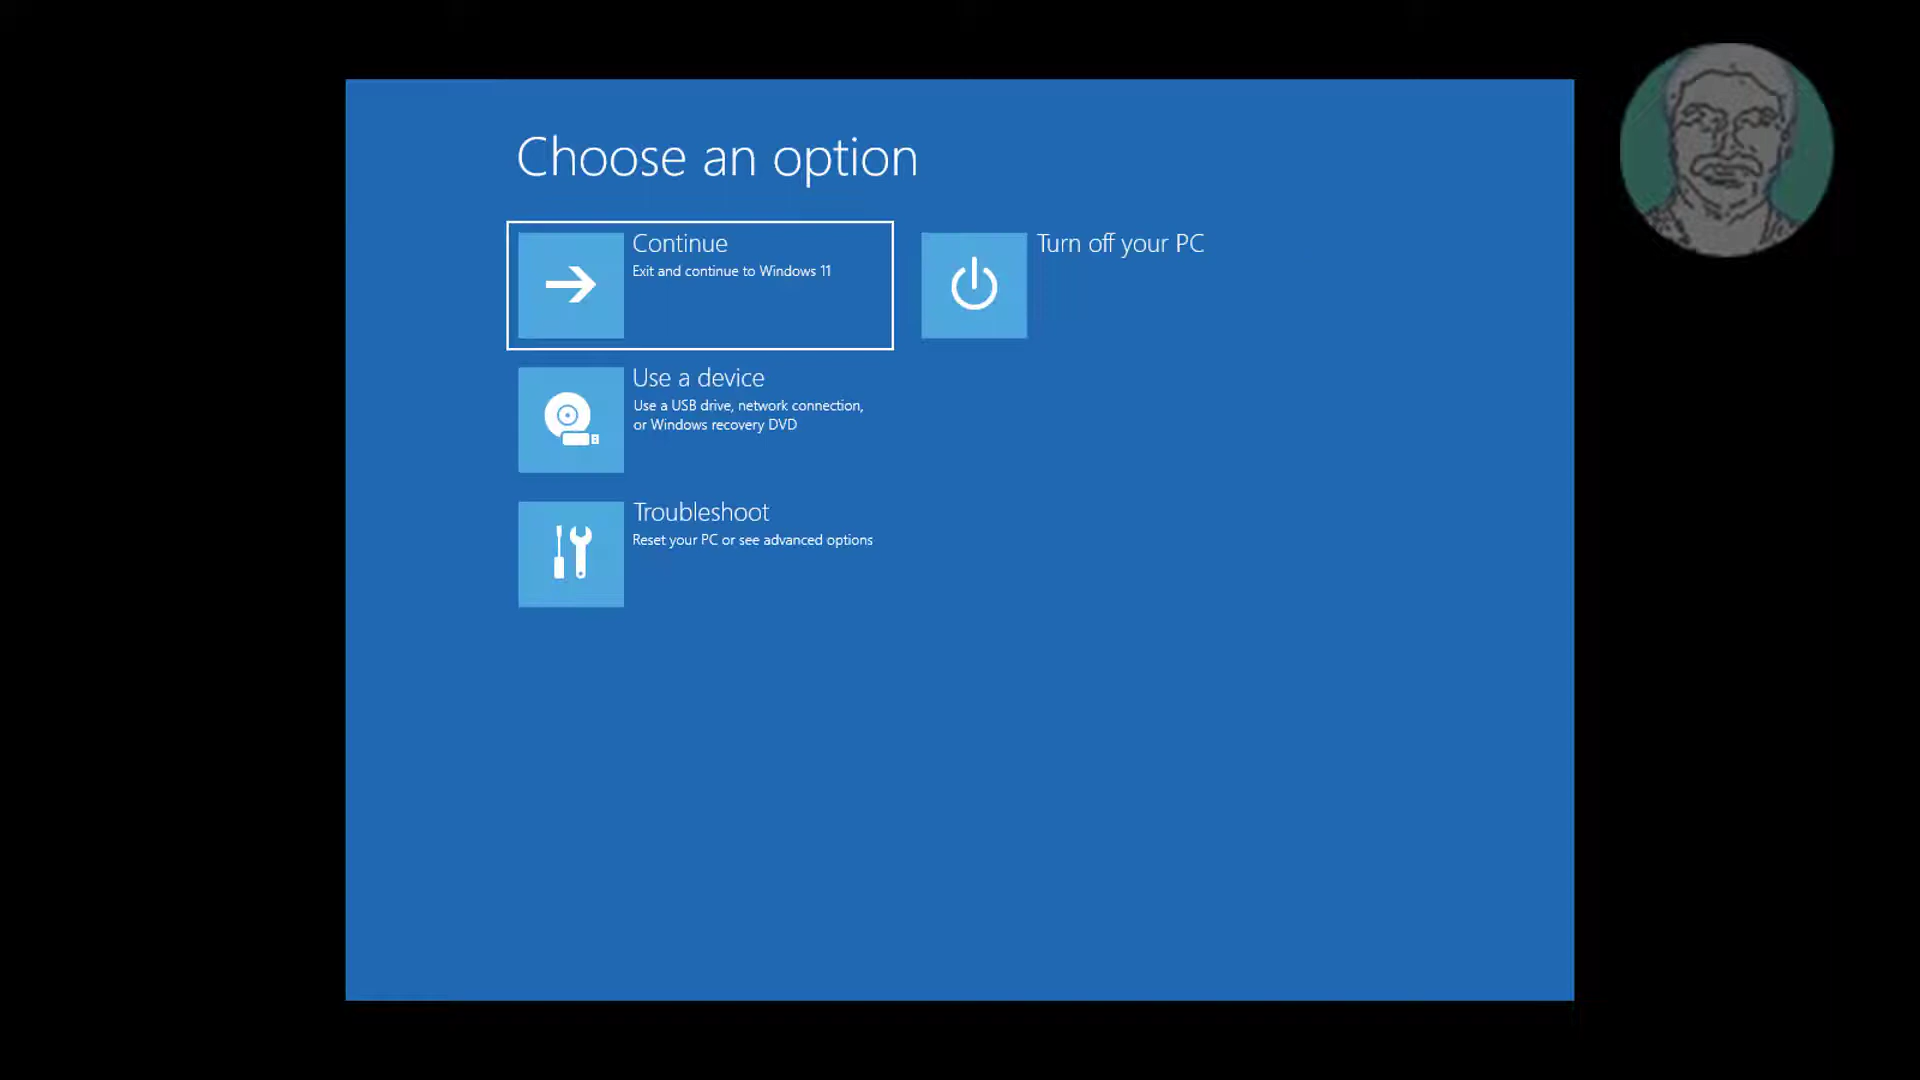 Choose an option
Continue
Exit and continue to Windows 11
Turn off your PC
Use a device
Use a USB drive, network connection,
or Windows recovery DVD
Troubleshoot
Reset your PC or see advanced options